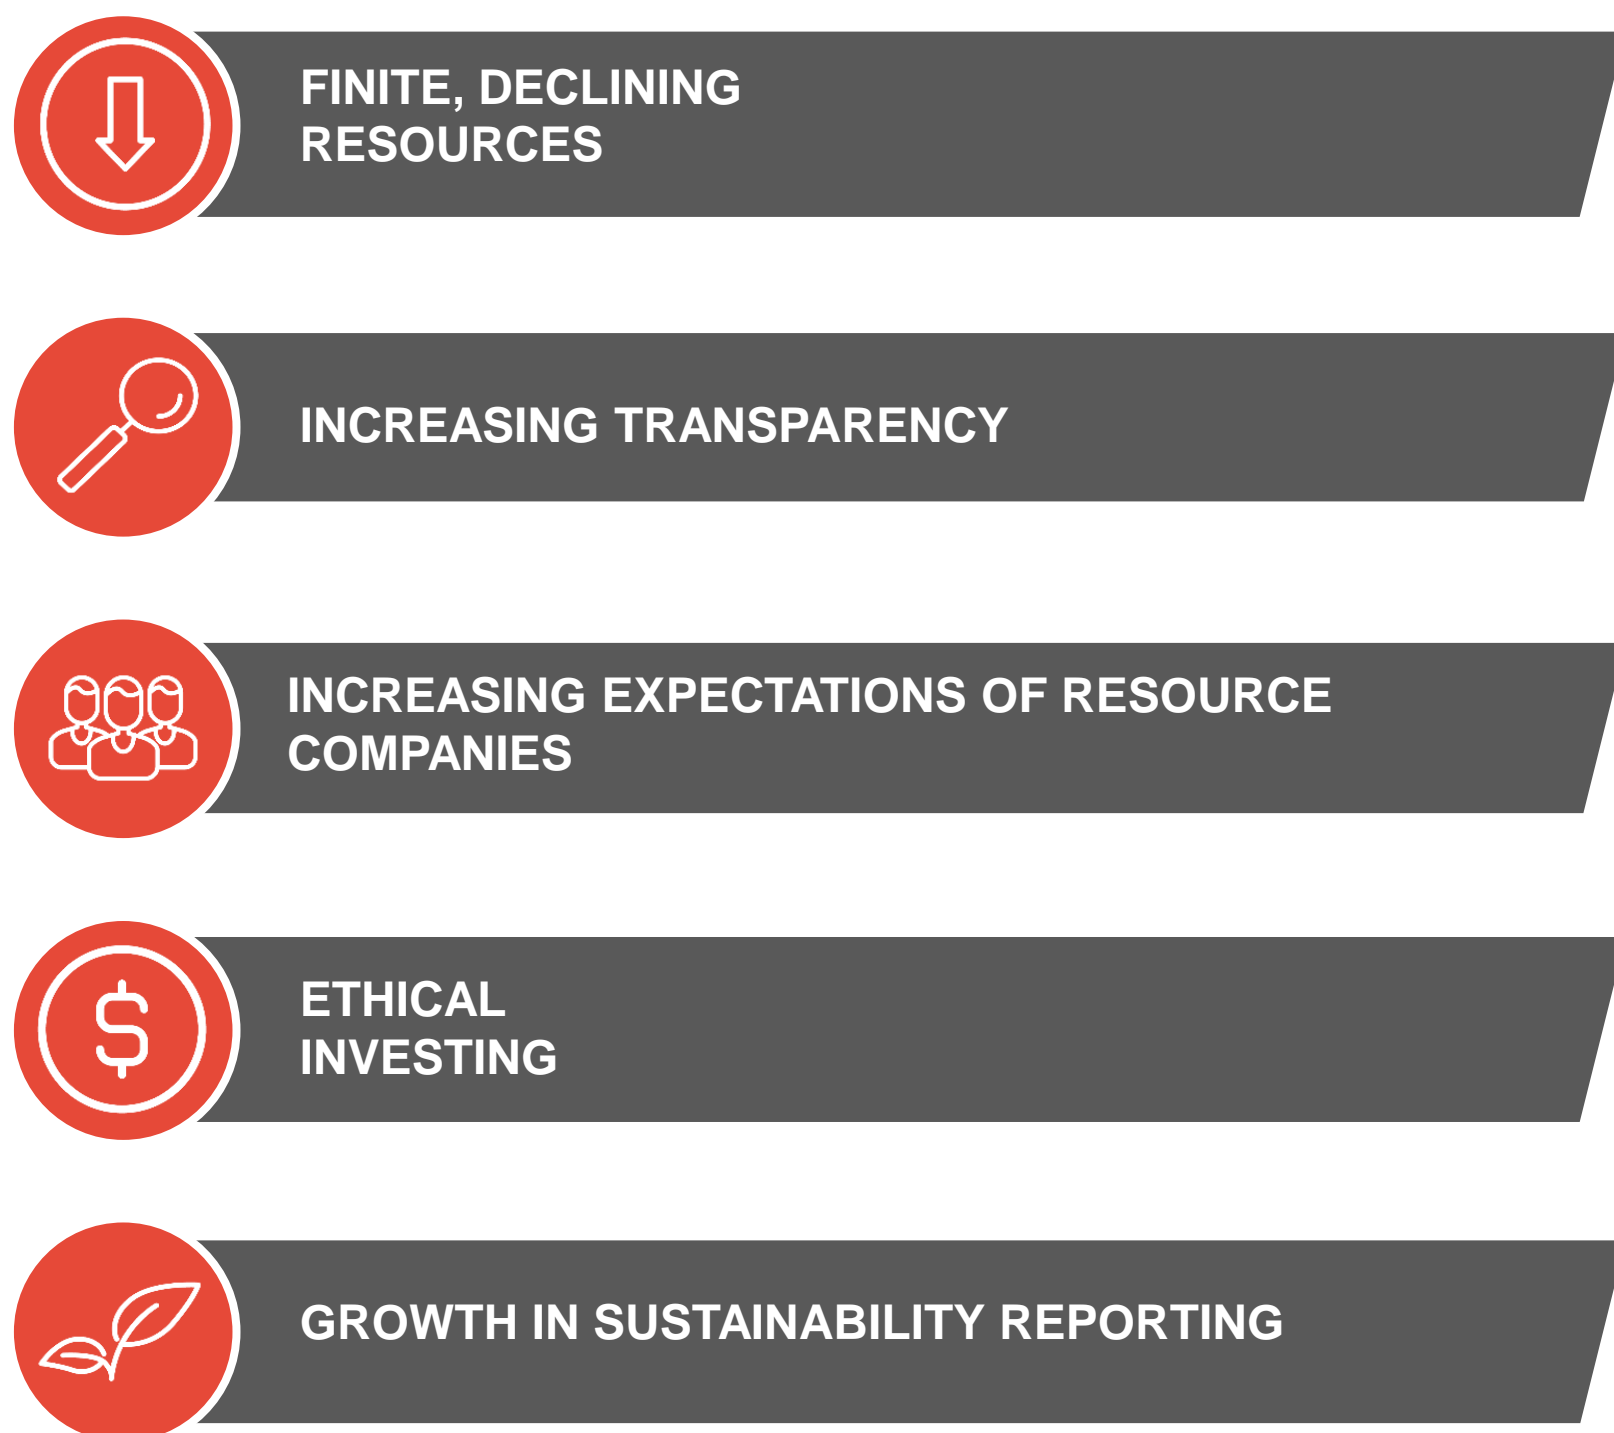 FINITE, DECLINING
RESOURCES
INCREASING TRANSPARENCY
INCREASING EXPECTATIONS OF RESOURCE
COMPANIES
$
ETHICAL
INVESTING
GROWTH IN SUSTAINABILITY REPORTING